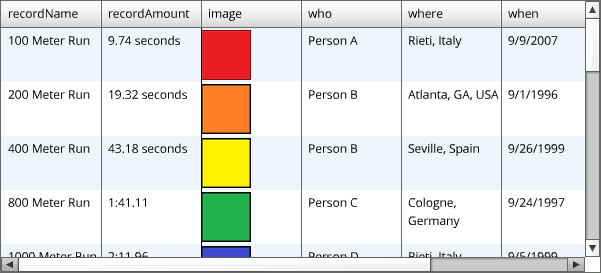 recordName recordAmount image who where when
100 Meter Run 9.74 seconds Person A Rieti, Italy 9/9/2007
200 Meter Run 19.32 seconds Person B Atlanta, GA, USA 9/1/1996
400 Meter Run 43.18 seconds Person B Seville, Spain 9/26/1999
800 Meter Run 1:41.11 Person C Cologne, 9/24/1997
Germany
1000 Meter Run 2:11.96 Person D Rieti, Italy 9/5/1999